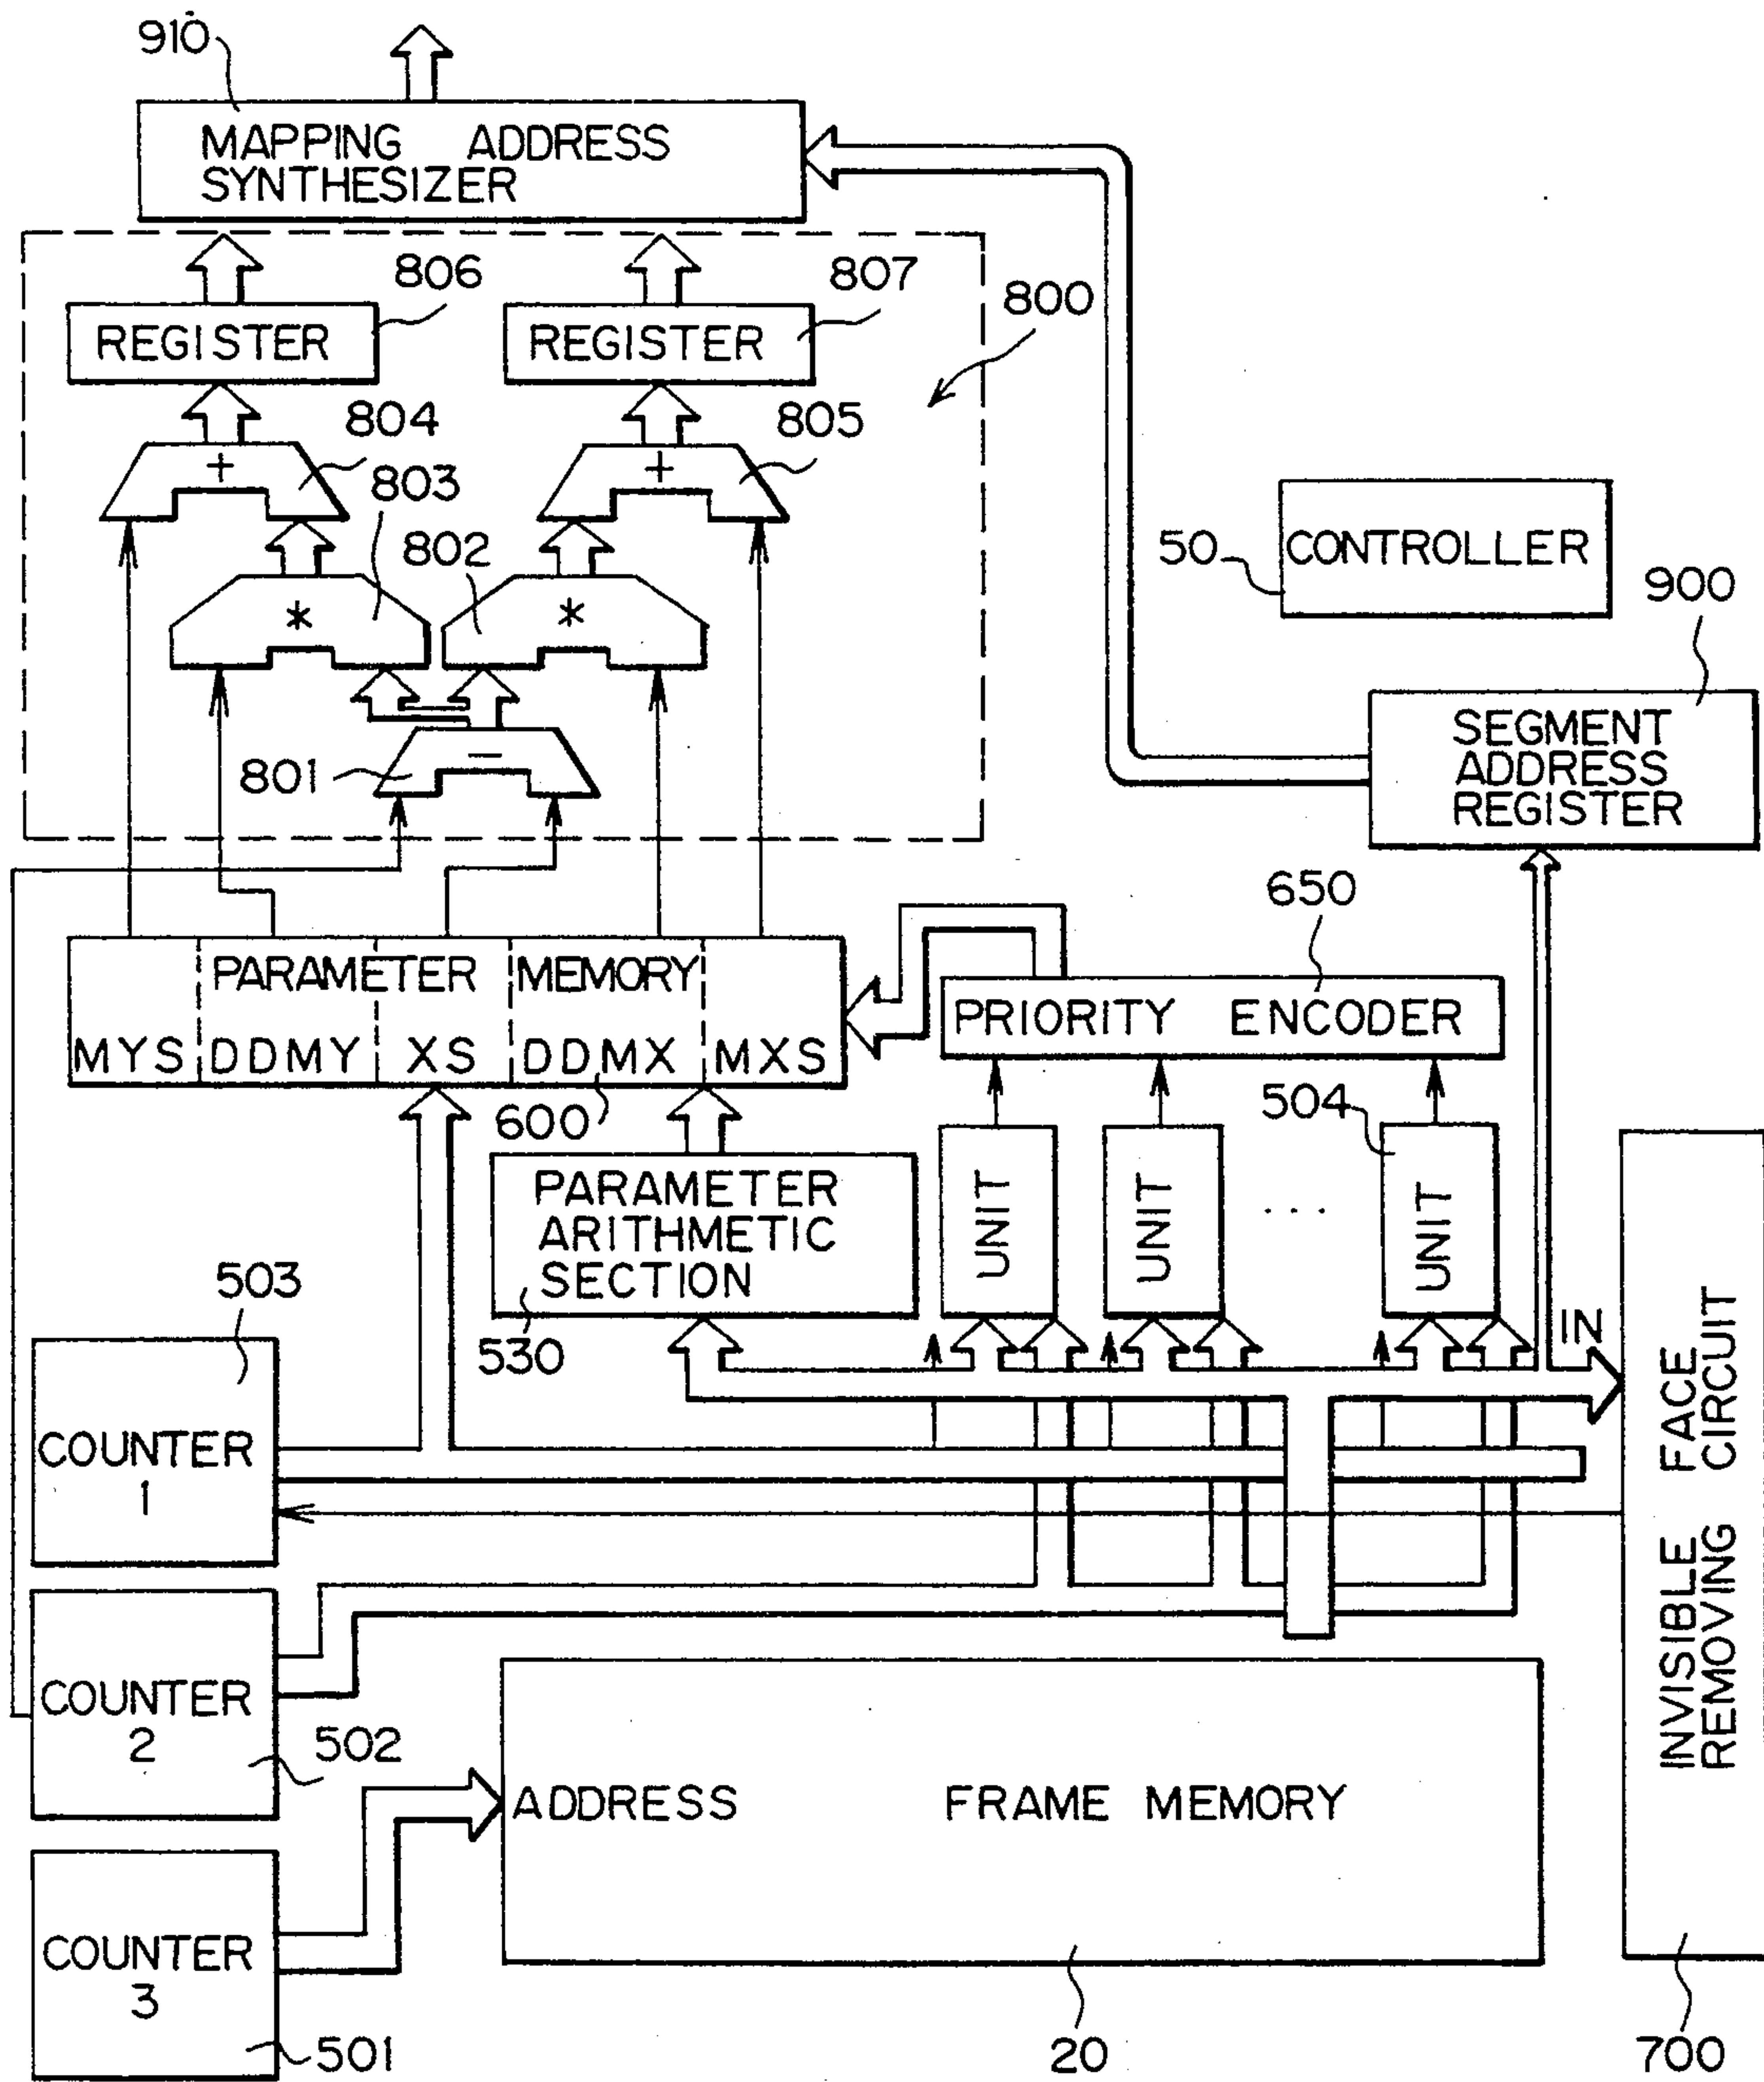 910
MAPPING ADDRESS
SYNTHESIZER
806
807
800
REGISTER
REGISTER
804
805
+
+
803
802
50
CONTROLLER
*
*
900
801
−
SEGMENT
ADDRESS
REGISTER
650
PARAMETER MEMORY
MYS DDMY XS DDMX MXS
PRIORITY ENCODER
600
504
PARAMETER
ARITHMETIC
SECTION
UNIT
UNIT
. . .
UNIT
503
530
IN
COUNTER
1
INVISIBLE FACE
REMOVING CIRCUIT
COUNTER
2
502
ADDRESS
FRAME MEMORY
COUNTER
3
501
20
700